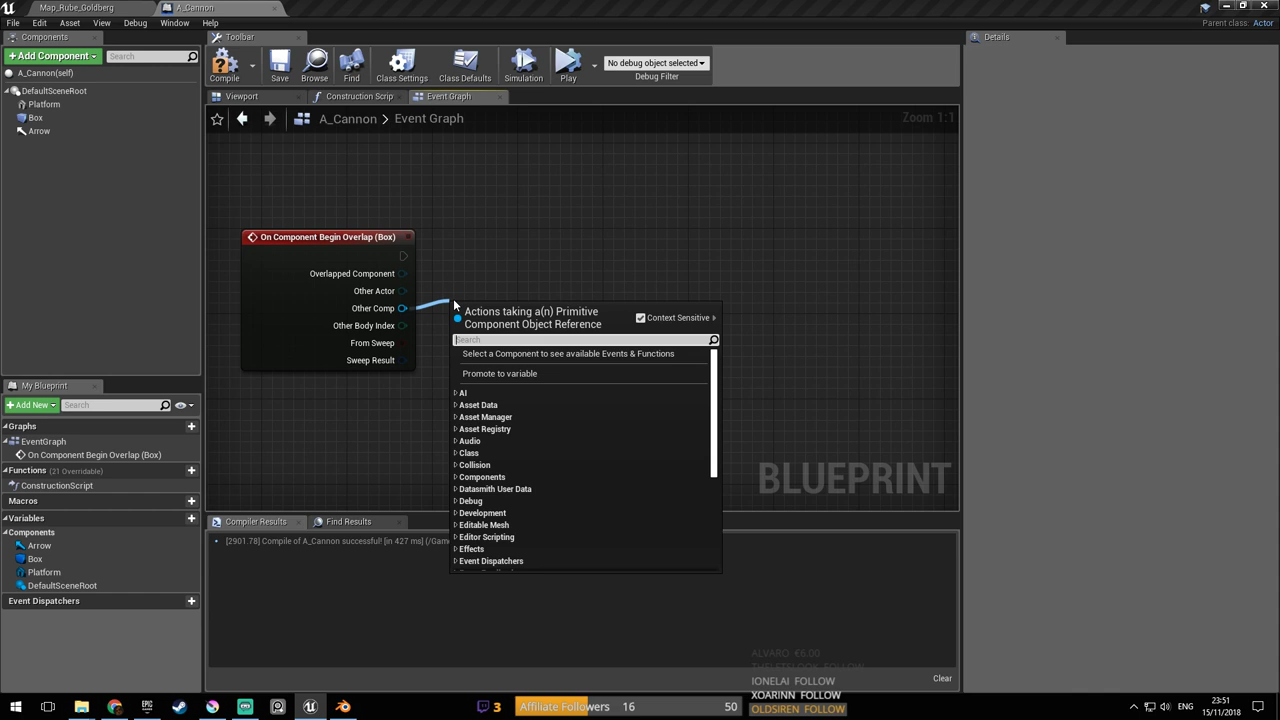 Map_Rube_Goldberg
A_Cannon
File Edit Asset View Debug Window Help
Parent class: Actor
Components
Toolbar
Details
+Add Component
Search
A_Cannon(self)
DefaultSceneRoot
Platform
Box
Arrow
Compile
Save
Browse
Find
Class Settings
Class Defaults
Simulation
Play
No debug object selected
Debug Filter
Viewport
Construction Scrip
Event Graph
A_Cannon > Event Graph
Zoom 1:1
On Component Begin Overlap (Box)
Overlapped Component
Other Actor
Other Comp
Other Body Index
From Sweep
Sweep Result
Actions taking a(n) Primitive
Component Object Reference
Context Sensitive
Search
Select a Component to see available Events & Functions
Promote to variable
AI
Asset Data
Asset Manager
Asset Registry
Audio
Class
Collision
Components
Datasmith User Data
Debug
Development
Editable Mesh
Editor Scripting
Effects
Event Dispatchers
BLUEPRINT
My Blueprint
+Add New
Search
Graphs
EventGraph
On Component Begin Overlap (Box)
Functions (21 Overridable)
ConstructionScript
Macros
Variables
Components
Arrow
Box
Platform
DefaultSceneRoot
Event Dispatchers
Compiler Results
Find Results
[2901.78] Compile of A_Cannon successful! [in 427 ms] (/Gam
Clear
ALVARO €6.00
IONELAI FOLLOW
XOARINN FOLLOW
OLDSIREN FOLLOW
3
Affiliate Followers 16 50
ENG
23:51
15/11/2018